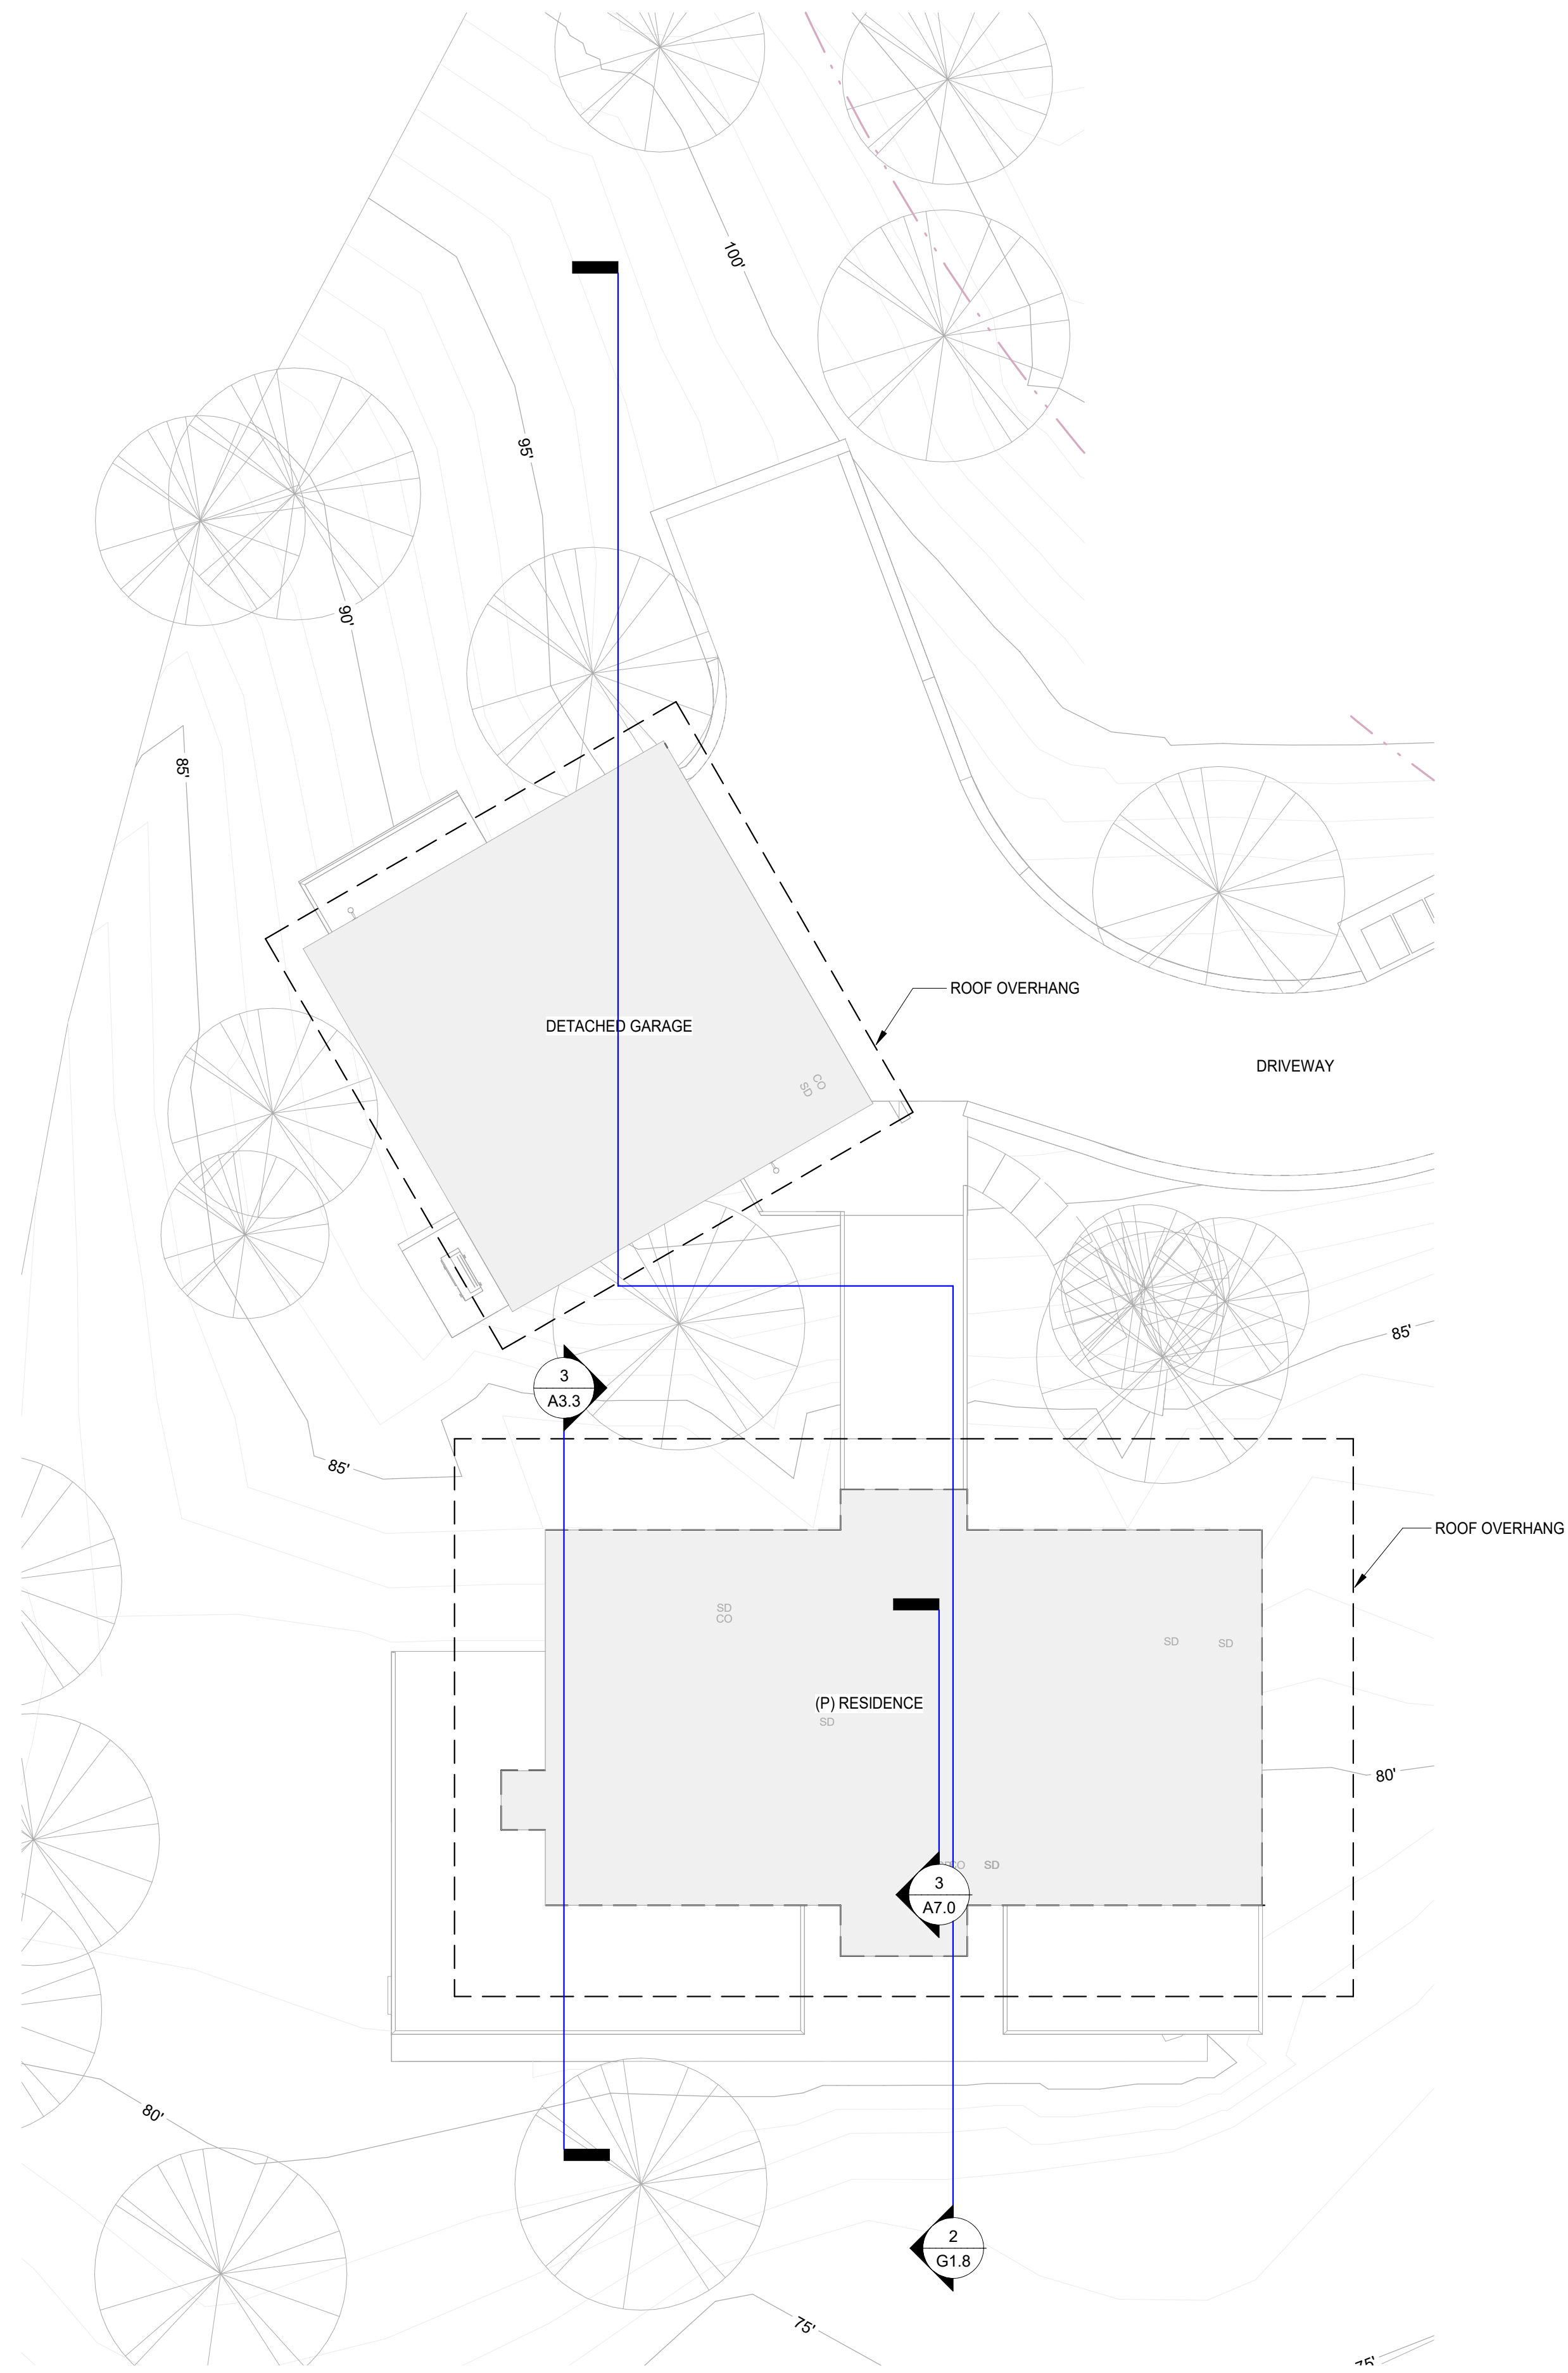 100'
95'
90'
85'
ROOF OVERHANG
DETACHED GARAGE
DRIVEWAY
CO
SD
85'
3
A3.3
85'
ROOF OVERHANG
SD
CO
SD
SD
(P) RESIDENCE
SD
80'
CO
SD
3
A7.0
80'
2
G1.8
75'
75'